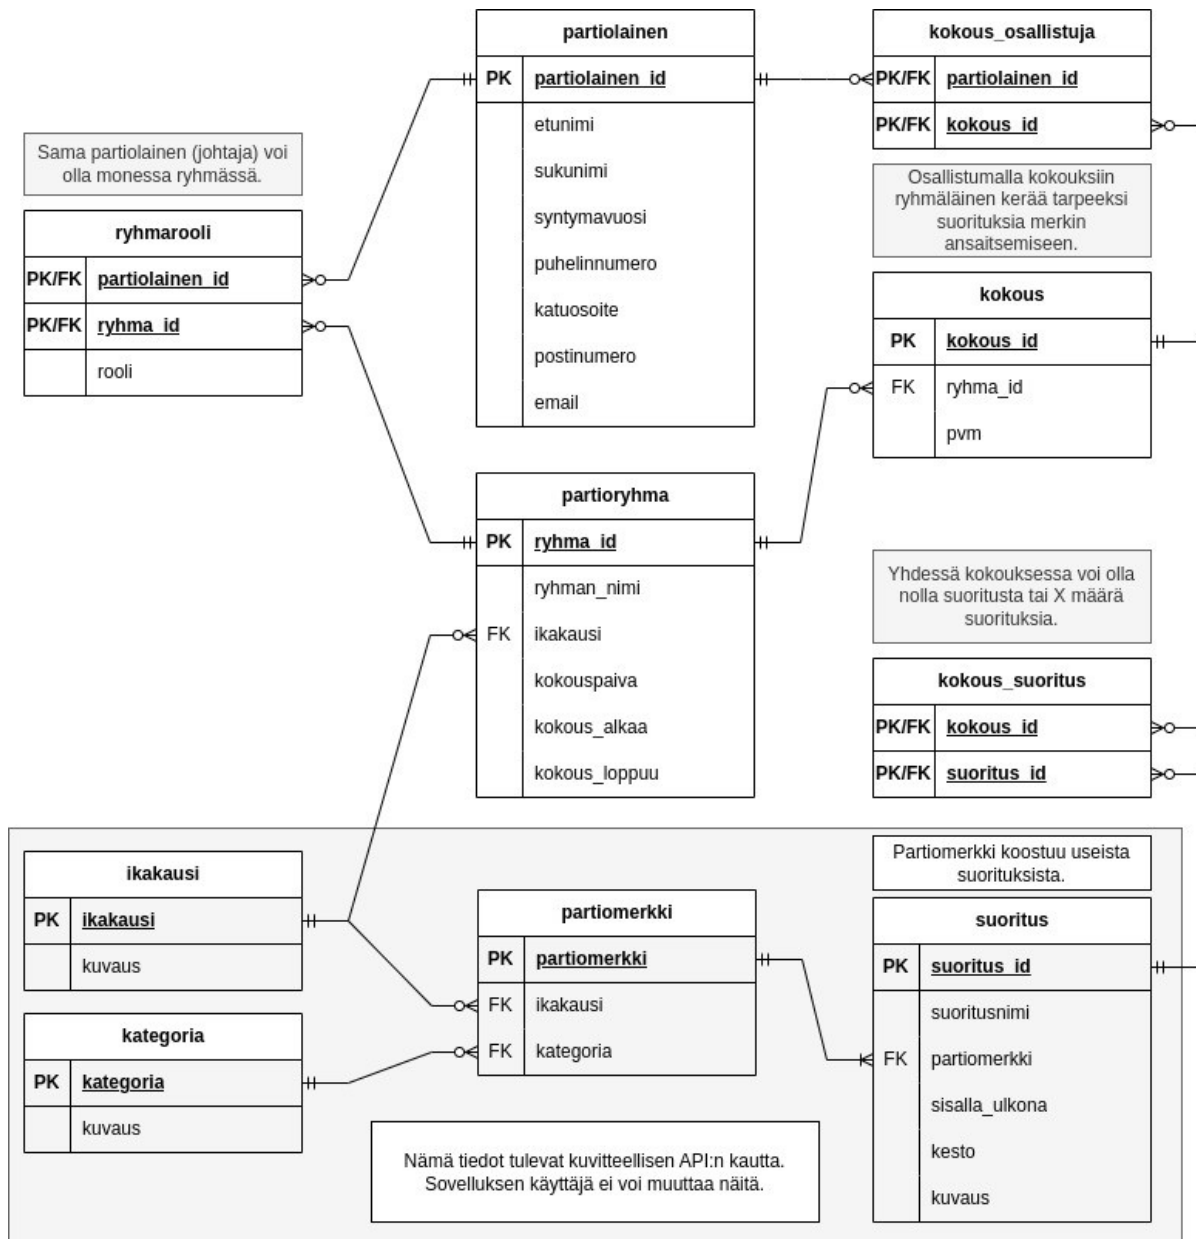 partiolainen
PK partiolainen_id
etunimi
sukunimi
syntymavuosi
puhelinnumero
katuosoite
postinumero
email
kokous_osallistuja
PK/FK partiolainen_id
PK/FK kokous_id
Osallistumalla kokouksiin
ryhmäläinen kerää tarpeeksi
suorituksia merkin
ansaitsemiseen.
Sama partiolainen (johtaja) voi
olla monessa ryhmässä.
ryhmarooli
PK/FK partiolainen_id
PK/FK ryhma_id
rooli
kokous
PK kokous_id
FK ryhma_id
pvm
partioryhma
PK ryhma_id
ryhman_nimi
FK ikakausi
kokouspaiva
kokous_alkaa
kokous_loppuu
Yhdessä kokouksessa voi olla
nolla suoritusta tai X määrä
suorituksia.
kokous_suoritus
PK/FK kokous_id
PK/FK suoritus_id
ikakausi
PK ikakausi
kuvaus
kategoria
PK kategoria
kuvaus
partiomerkki
PK partiomerkki
FK ikakausi
FK kategoria
Partiomerkki koostuu useista
suorituksista.
suoritus
PK suoritus_id
suoritusnimi
FK partiomerkki
sisalla_ulkona
kesto
kuvaus
Nämä tiedot tulevat kuvitteellisen API:n kautta.
Sovelluksen käyttäjä ei voi muuttaa näitä.